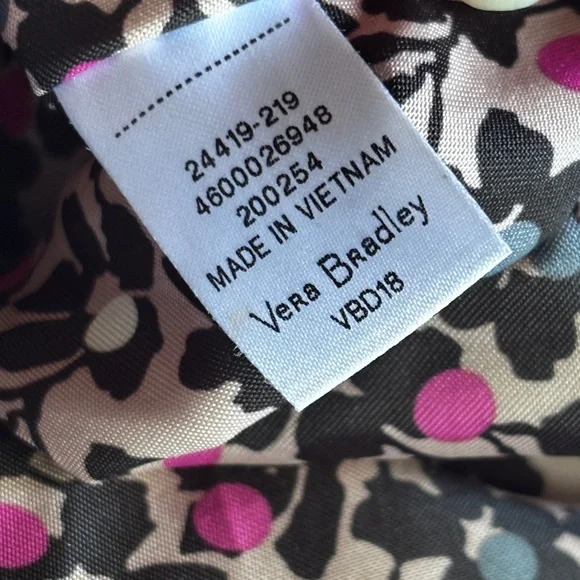 24419-219
4600026948
200254
MADE IN VIETNAM
Vera Bradley
VBD18